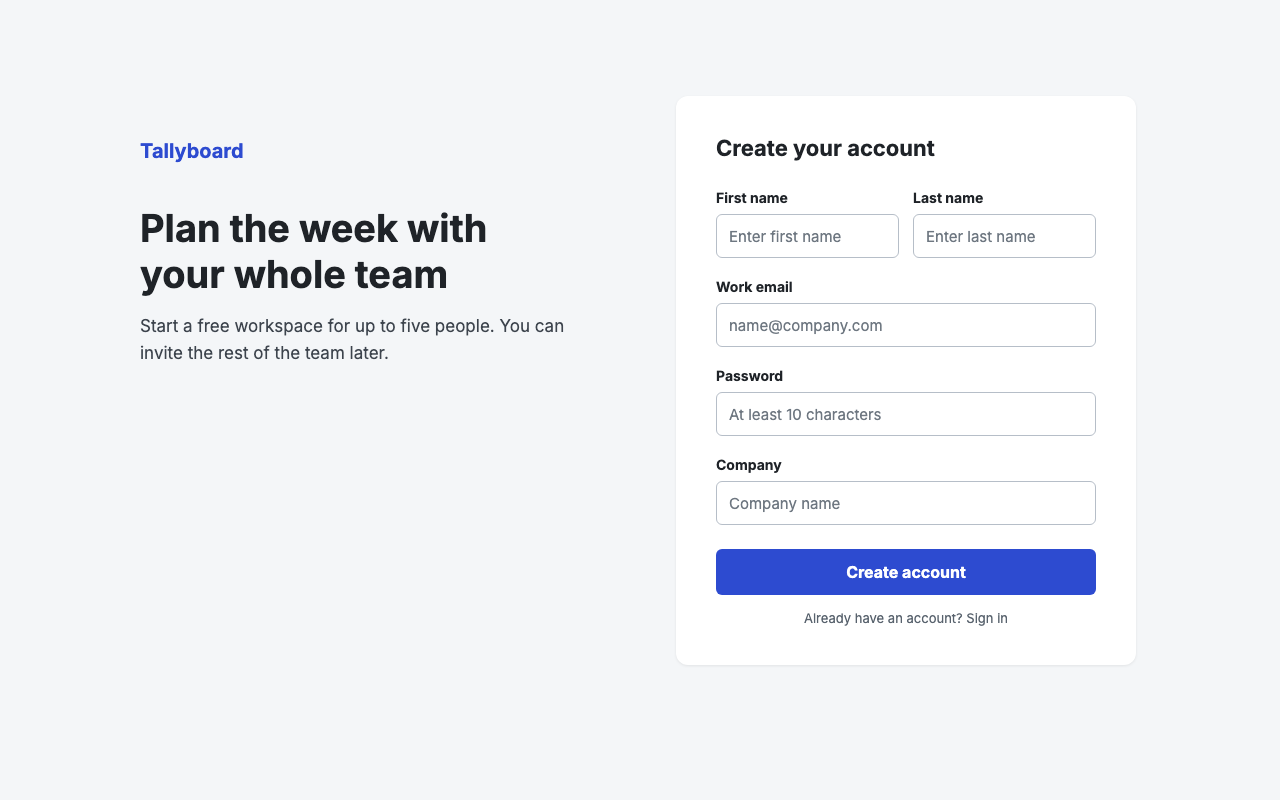 Tallyboard
Plan the week with
your whole team
Start a free workspace for up to five people. You can
invite the rest of the team later.
Create your account
First name
Last name
Enter first name
Enter last name
Work email
name@company.com
Password
At least 10 characters
Company
Company name
Create account
Already have an account? Sign in